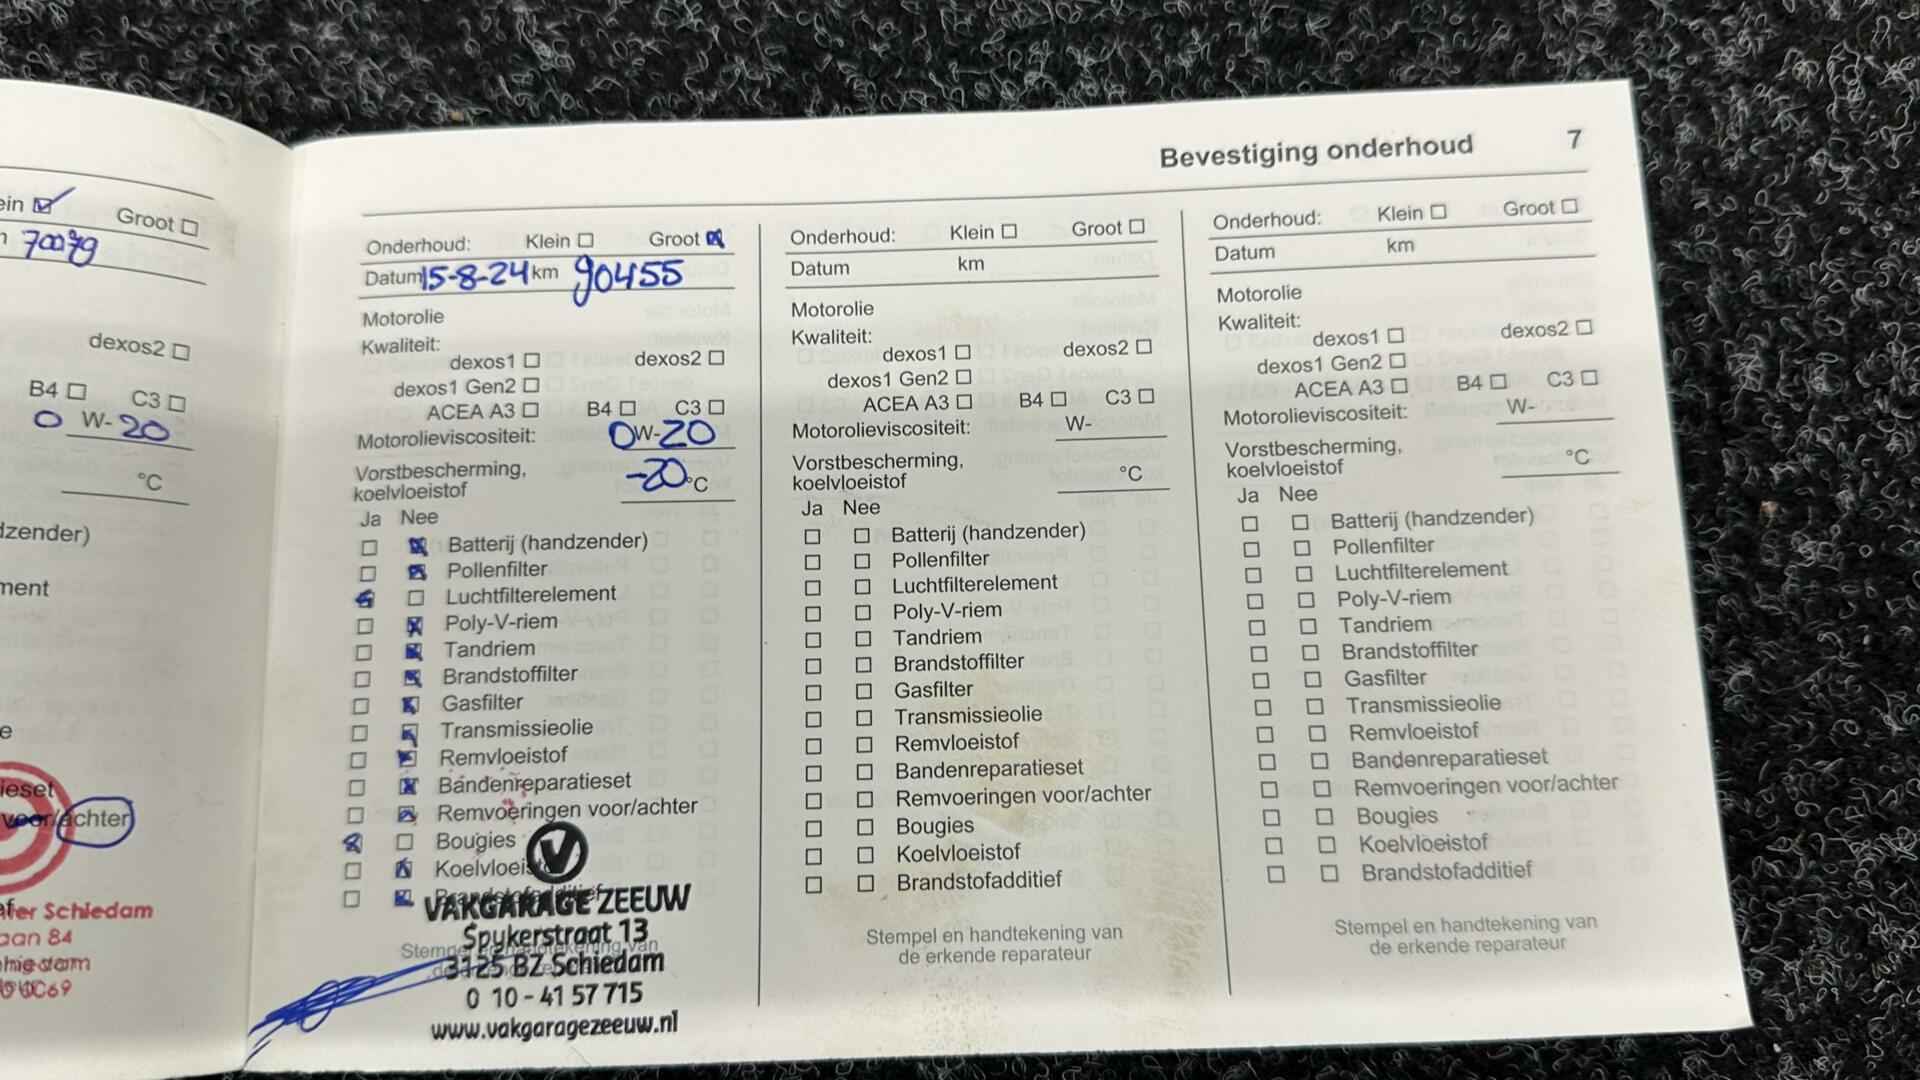 Bevestiging onderhoud 7
ein ☑ Groot ☐
70079
dexos2 ☐
B4 ☐ C3 ☐
0 W- 20
°C
dzender)
ment
e
ieset
voor/achter
Schiedam
aan 84
Onderhoud: Klein ☐ Groot ☒
Datum 15-8-24 km 90455
Motorolie
Kwaliteit:
dexos1 ☐ dexos2 ☐
dexos1 Gen2 ☐
ACEA A3 ☐ B4 ☐ C3 ☐
Motorolieviscositeit: 0W-20
Vorstbescherming,
koelvloeistof -20 °C
Ja Nee
☐ ☒ Batterij (handzender)
☐ ☒ Pollenfilter
☒ ☐ Luchtfilterelement
☐ ☒ Poly-V-riem
☐ ☒ Tandriem
☐ ☒ Brandstoffilter
☐ ☒ Gasfilter
☐ ☒ Transmissieolie
☐ ☒ Remvloeistof
☐ ☒ Bandenreparatieset
☐ ☒ Remvoeringen voor/achter
☒ ☐ Bougies
☐ ☒ Koelvloeistof
☐ ☒ Brandstofadditief
Stempel en handtekening van
VAKGARAGE ZEEUW
Spykerstraat 13
3125 BZ Schiedam
0 10 - 41 57 715
www.vakgaragezeeuw.nl
Onderhoud: Klein ☐ Groot ☐
Datum km
Motorolie
Kwaliteit:
dexos1 ☐ dexos2 ☐
dexos1 Gen2 ☐
ACEA A3 ☐ B4 ☐ C3 ☐
Motorolieviscositeit: W-
Vorstbescherming,
koelvloeistof °C
Ja Nee
☐ ☐ Batterij (handzender)
☐ ☐ Pollenfilter
☐ ☐ Luchtfilterelement
☐ ☐ Poly-V-riem
☐ ☐ Tandriem
☐ ☐ Brandstoffilter
☐ ☐ Gasfilter
☐ ☐ Transmissieolie
☐ ☐ Remvloeistof
☐ ☐ Bandenreparatieset
☐ ☐ Remvoeringen voor/achter
☐ ☐ Bougies
☐ ☐ Koelvloeistof
☐ ☐ Brandstofadditief
Stempel en handtekening van
de erkende reparateur
Onderhoud: Klein ☐ Groot ☐
Datum km
Motorolie
Kwaliteit:
dexos1 ☐ dexos2 ☐
dexos1 Gen2 ☐
ACEA A3 ☐ B4 ☐ C3 ☐
Motorolieviscositeit: W-
Vorstbescherming,
koelvloeistof °C
Ja Nee
☐ ☐ Batterij (handzender)
☐ ☐ Pollenfilter
☐ ☐ Luchtfilterelement
☐ ☐ Poly-V-riem
☐ ☐ Tandriem
☐ ☐ Brandstoffilter
☐ ☐ Gasfilter
☐ ☐ Transmissieolie
☐ ☐ Remvloeistof
☐ ☐ Bandenreparatieset
☐ ☐ Remvoeringen voor/achter
☐ ☐ Bougies
☐ ☐ Koelvloeistof
☐ ☐ Brandstofadditief
Stempel en handtekening van
de erkende reparateur